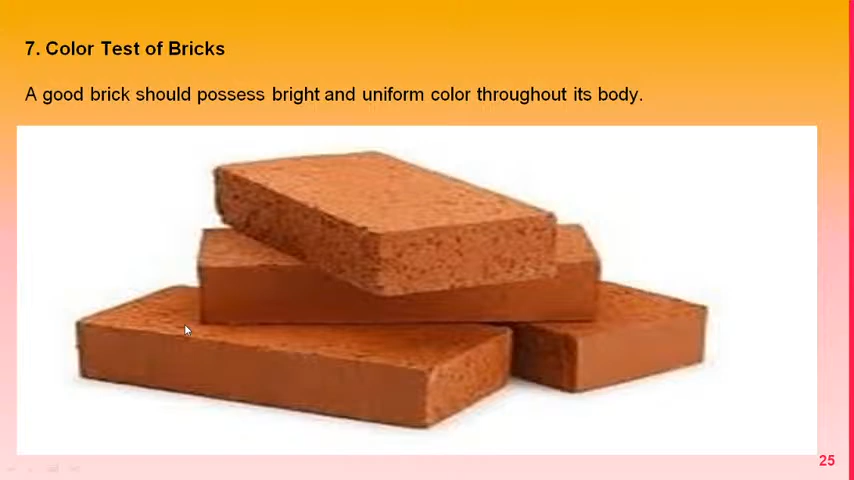 7. Color Test of Bricks
A good brick should possess bright and uniform color throughout its body.
25